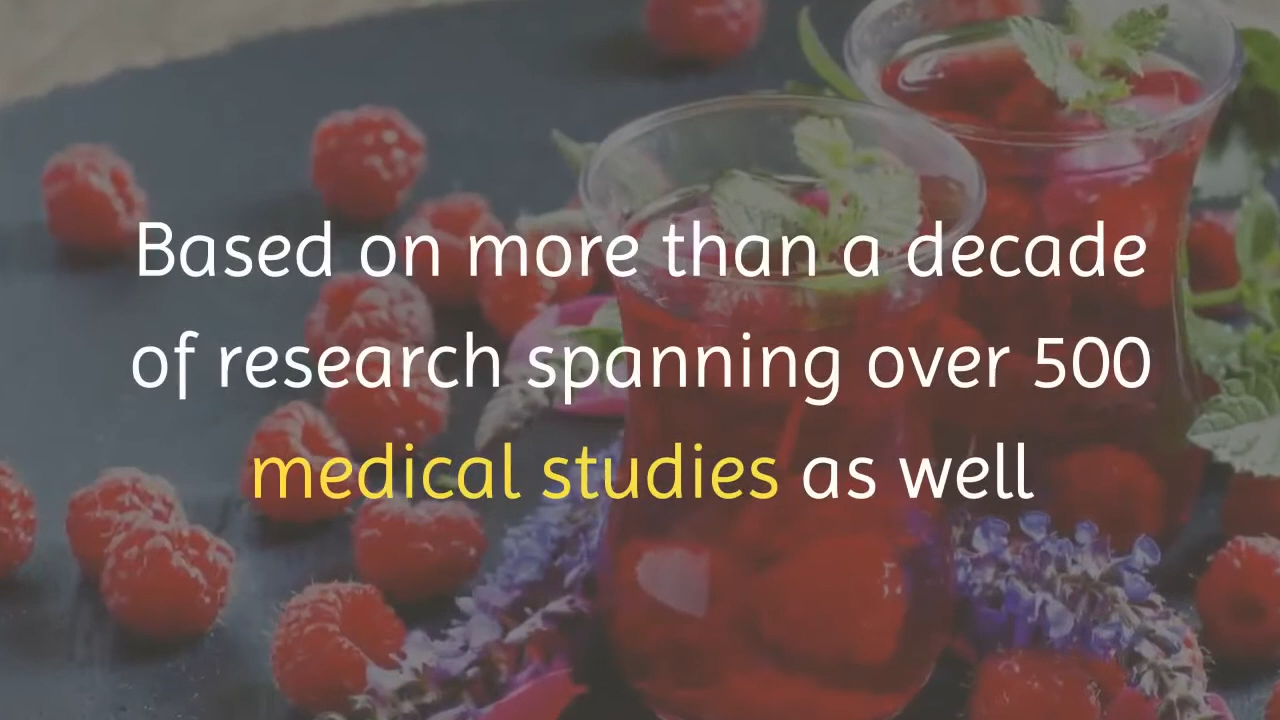 Based on more than a decade
of research spanning over 500
medical studies as well